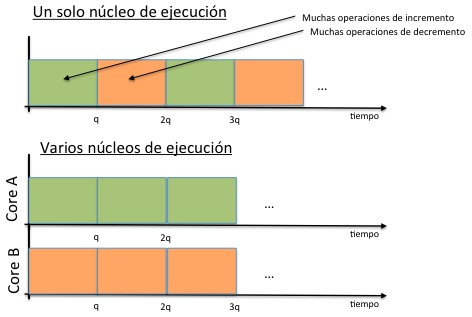 Un solo núcleo de ejecución
Muchas operaciones de incremento
Muchas operaciones de decremento
...
q 2q 3q
tiempo
Varios núcleos de ejecución
Core A
...
q 2q
tiempo
Core B
...
q 2q 3q
tiempo